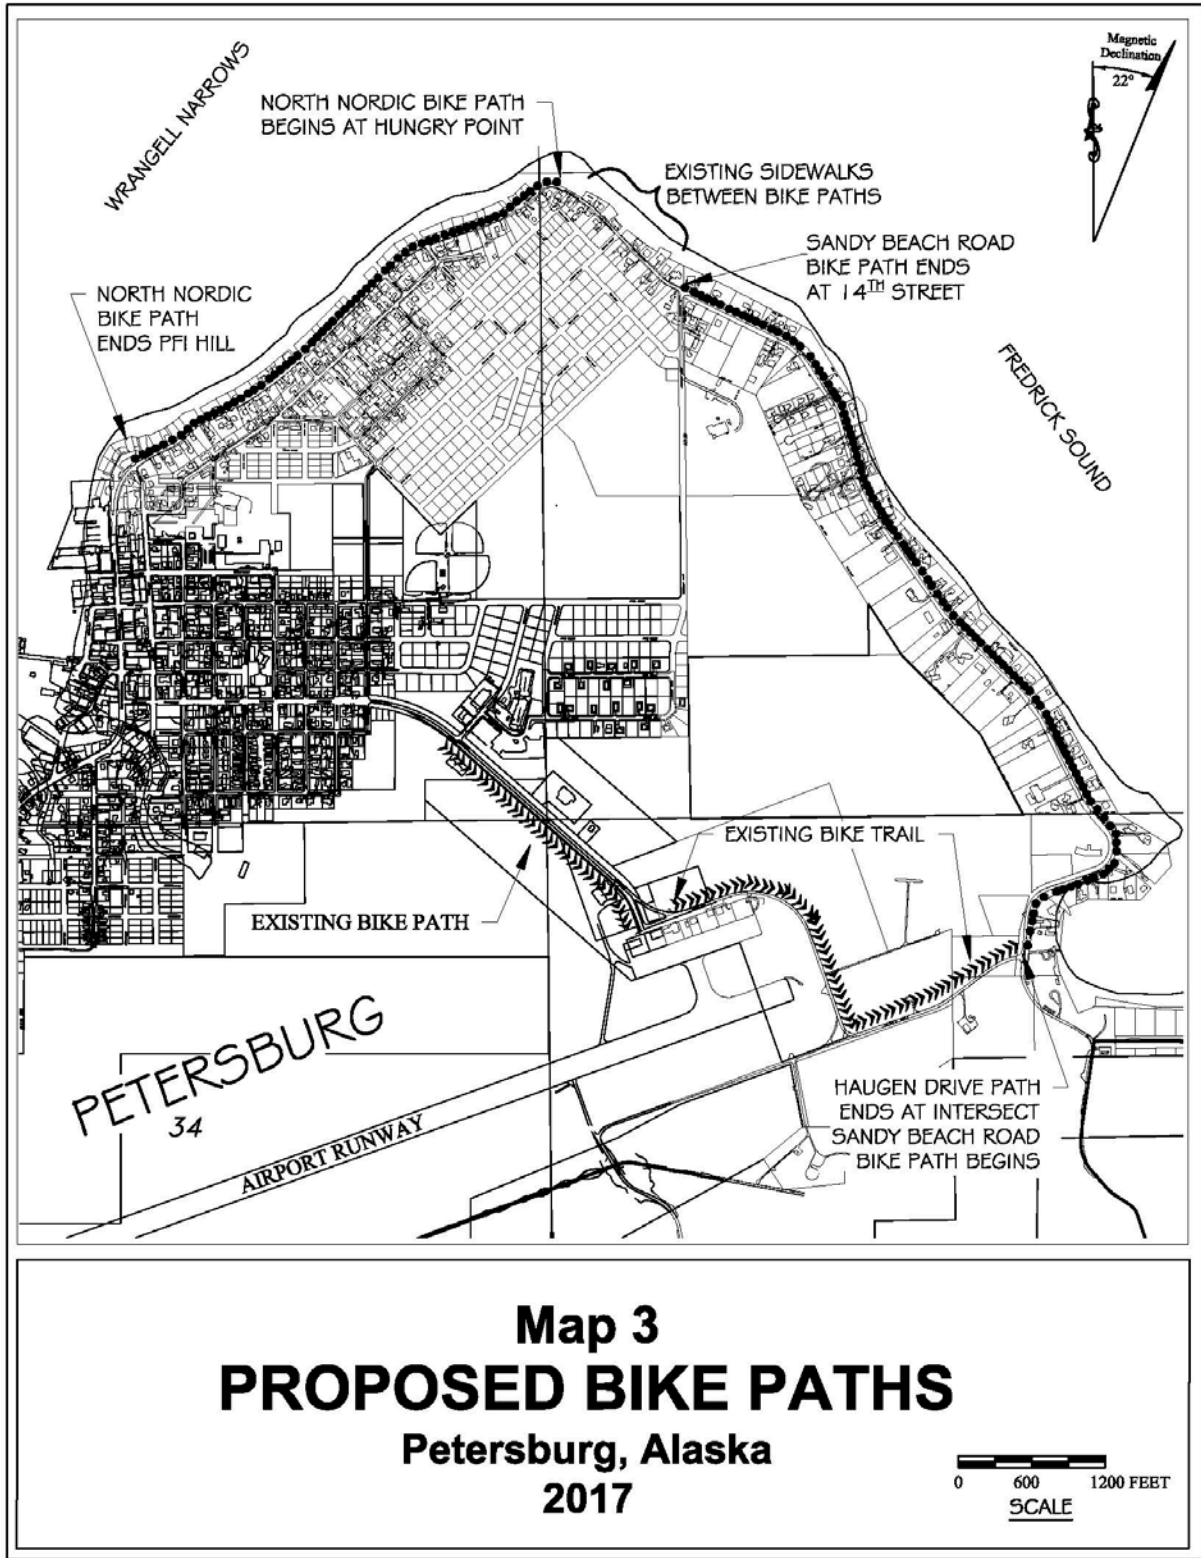 Magnetic
Declination
22°
WRANGELL NARROWS
NORTH NORDIC BIKE PATH
BEGINS AT HUNGRY POINT
EXISTING SIDEWALKS
BETWEEN BIKE PATHS
SANDY BEACH ROAD
BIKE PATH ENDS
AT 14TH STREET
NORTH NORDIC
BIKE PATH
ENDS PFI HILL
FREDRICK SOUND
EXISTING BIKE TRAIL
EXISTING BIKE PATH
PETERSBURG
34
AIRPORT RUNWAY
HAUGEN DRIVE PATH
ENDS AT INTERSECT
SANDY BEACH ROAD
BIKE PATH BEGINS
Map 3
PROPOSED BIKE PATHS
Petersburg, Alaska
2017
0 600 1200 FEET
SCALE